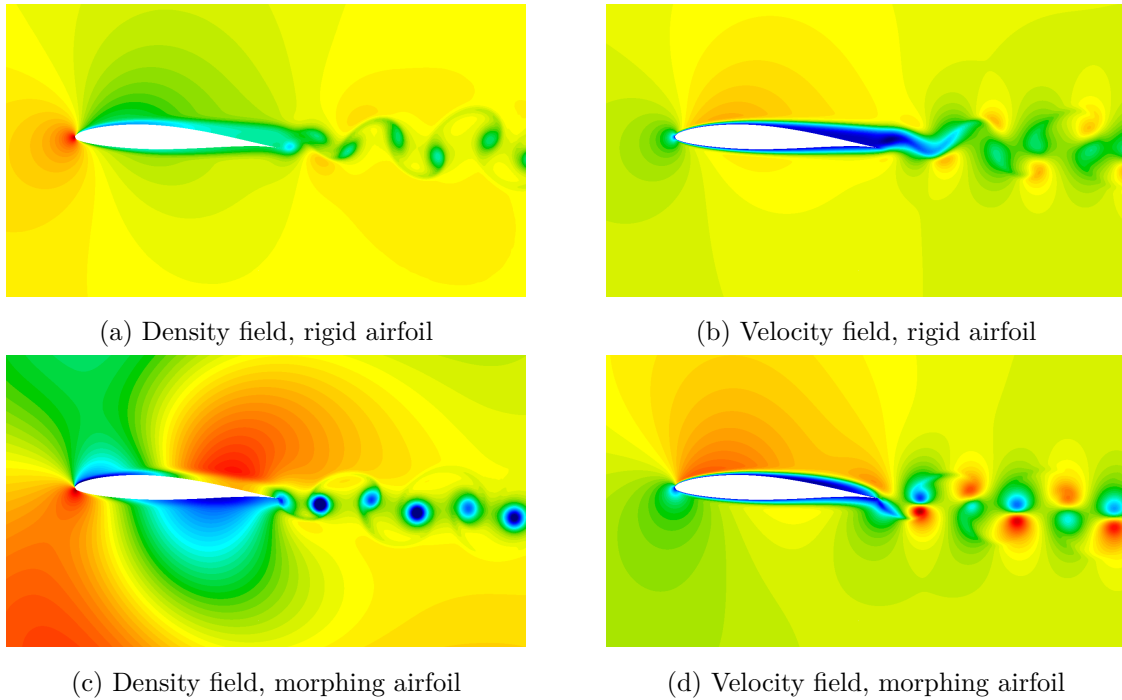 (a) Density field, rigid airfoil
(b) Velocity field, rigid airfoil
(c) Density field, morphing airfoil
(d) Velocity field, morphing airfoil